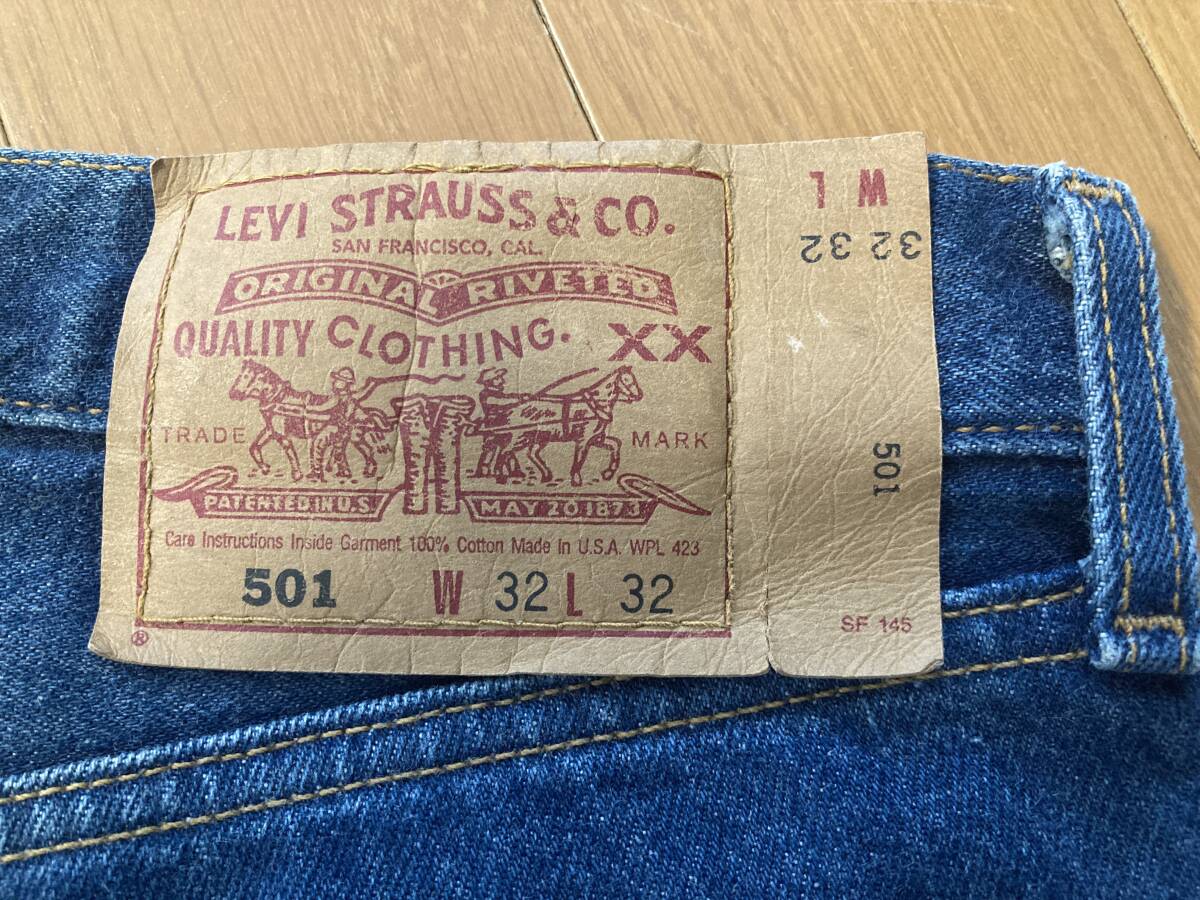 LEVI STRAUSS & CO.
SAN FRANCISCO, CAL.
ORIGINAL RIVETED
QUALITY CLOTHING. XX
TRADE MARK
PATENTED IN U.S. MAY 20 1873
Care Instructions Inside Garment 100% Cotton Made In U.S.A. WPL 423
501 W 32 L 32
®
W L
32 32
501
SF 145